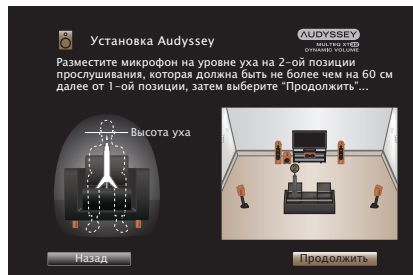 Установка Audyssey
AUDYSSEY
MULTEQ XT32
DYNAMIC VOLUME
Разместите микрофон на уровне уха на 2-ой позиции
прослушивания, которая должна быть не более чем на 60 см
далее от 1-ой позиции, затем выберите "Продолжить"...
Высота уха
Назад
Продолжить